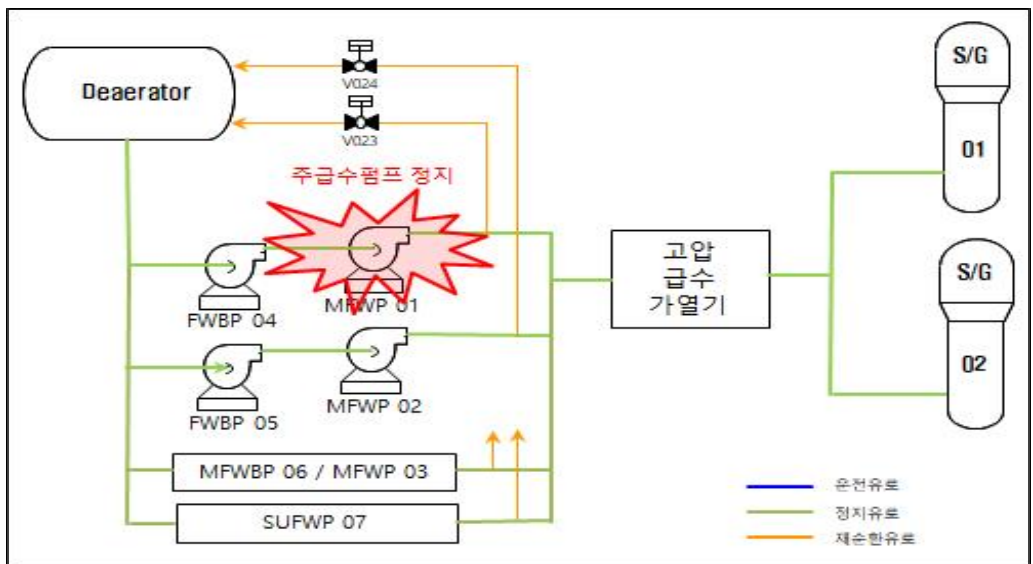 Deaerator
V024
V023
주급수펌프 정지
FWBP 04
MFWP 01
FWBP 05
MFWP 02
MFWBP 06 / MFWP 03
SUFWP 07
고압
급수
가열기
S/G
01
S/G
02
운전유로
정지유로
재순환유로